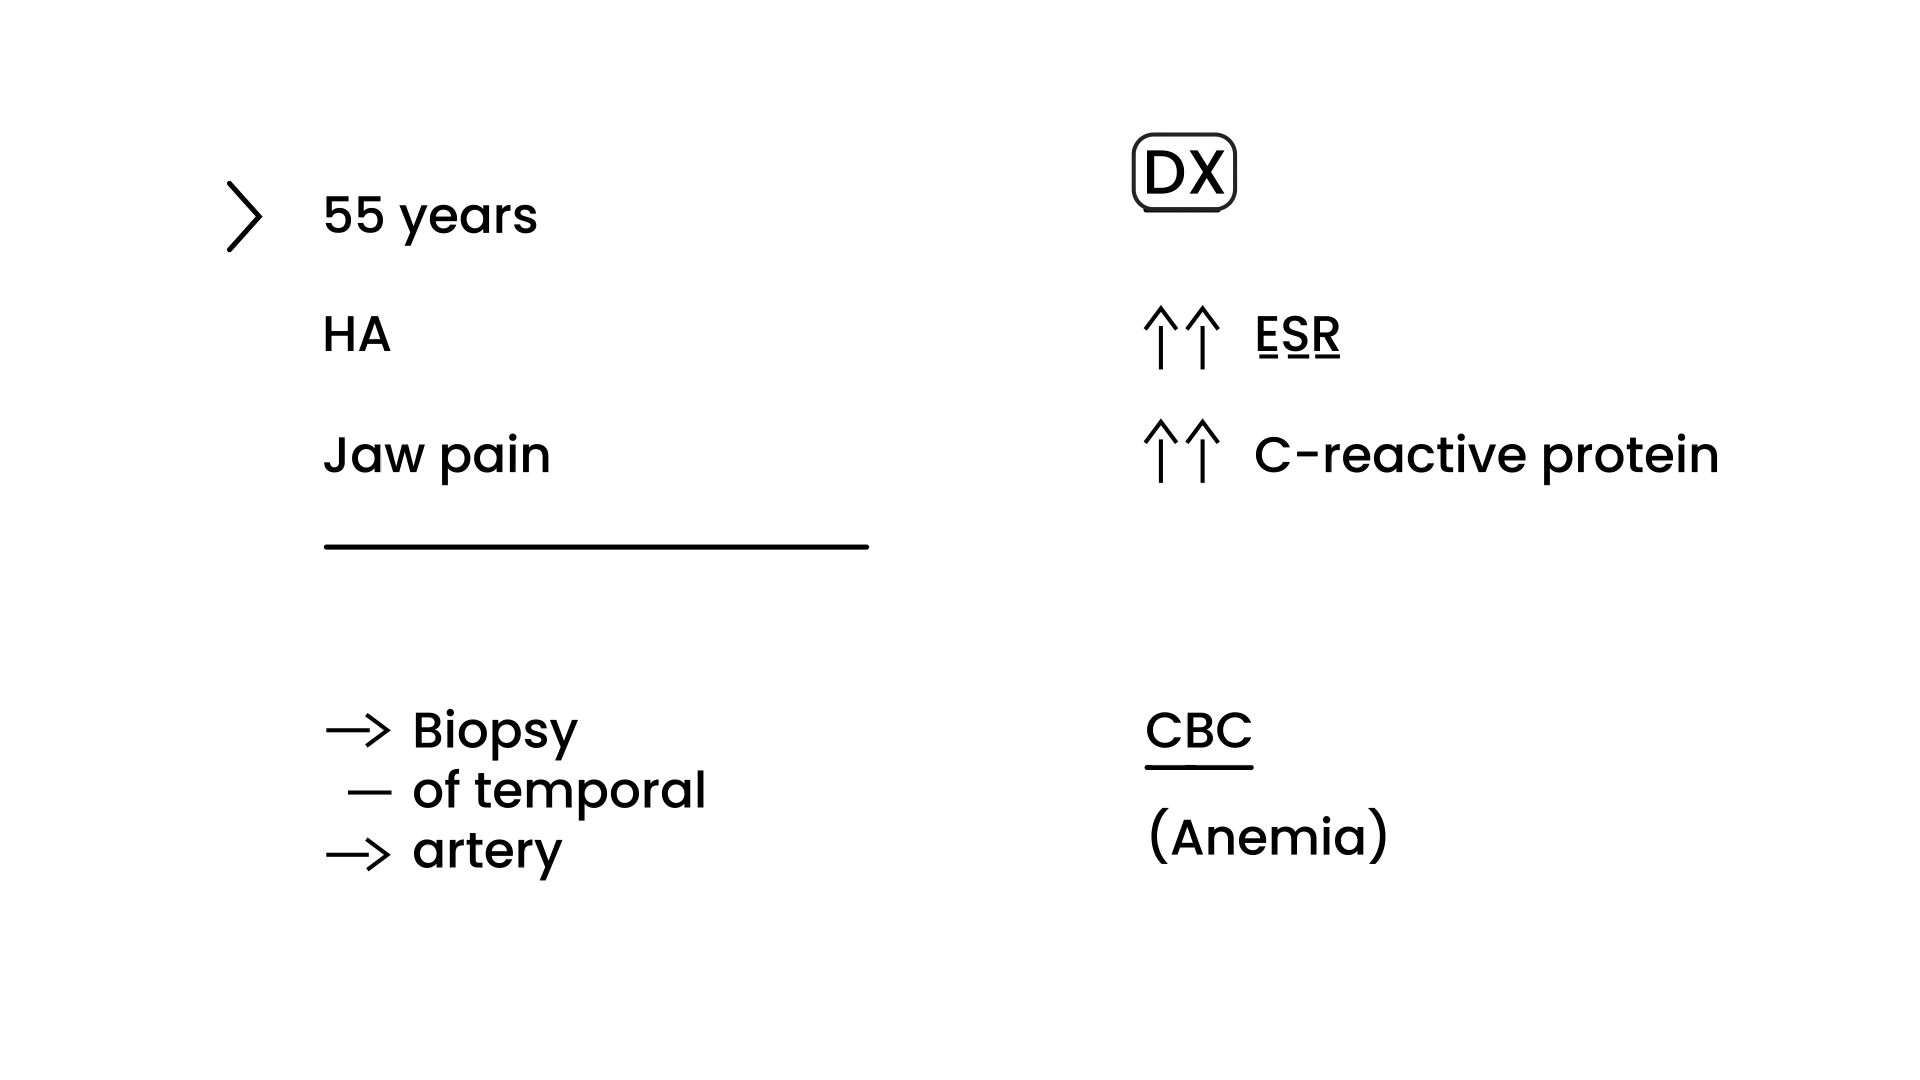 > 55 years
HA
Jaw pain
→ Biopsy
— of temporal
→ artery
DX
↑↑ ESR
↑↑ C-reactive protein
CBC
(Anemia)